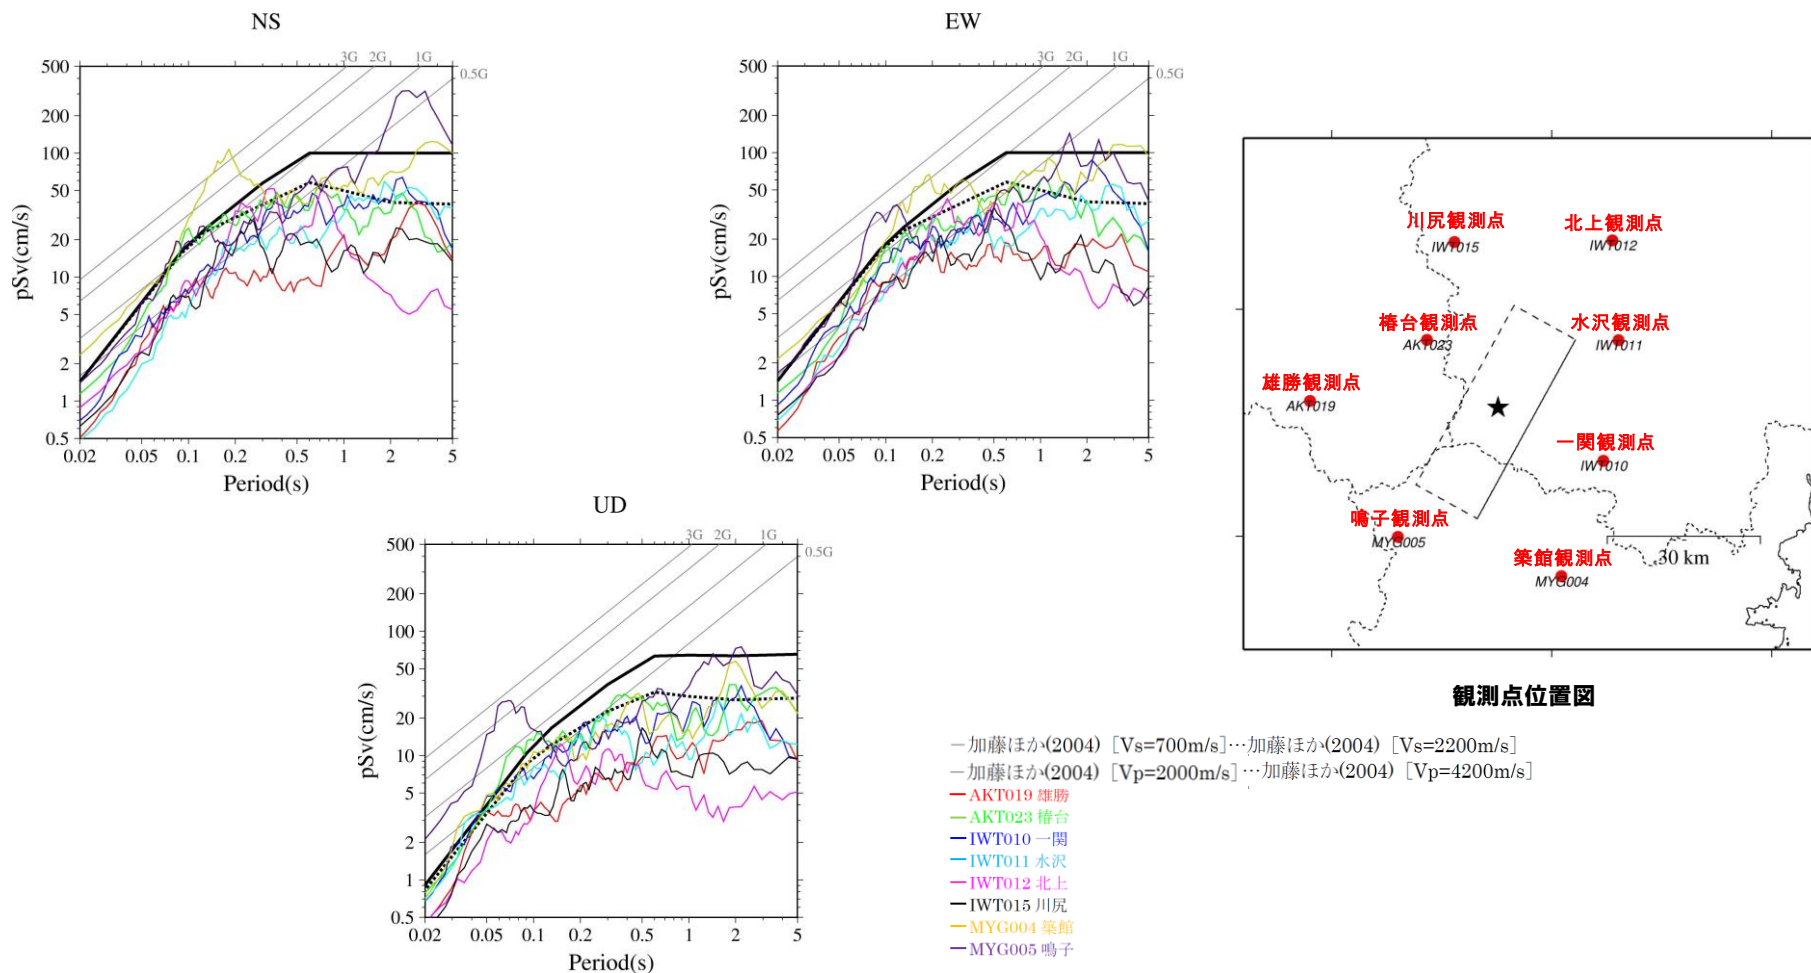 NS
3G 2G 1G
0.5G
500
200
100
50
20
10
5
2
1
0.5
pSv(cm/s)
0.02 0.05 0.1 0.2 0.5 1 2 5
Period(s)
EW
3G 2G 1G
0.5G
500
200
100
50
20
10
5
2
1
0.5
pSv(cm/s)
0.02 0.05 0.1 0.2 0.5 1 2 5
Period(s)
UD
3G 2G 1G
0.5G
500
200
100
50
20
10
5
2
1
0.5
pSv(cm/s)
0.02 0.05 0.1 0.2 0.5 1 2 5
Period(s)
川尻観測点
IWT015
北上観測点
IWT012
椿台観測点
AKT023
水沢観測点
IWT011
雄勝観測点
AKT019
一関観測点
IWT010
鳴子観測点
MYG005
30 km
築館観測点
MYG004
観測点位置図
加藤ほか(2004) [Vs=700m/s]…加藤ほか(2004) [Vs=2200m/s]
加藤ほか(2004) [Vp=2000m/s]…加藤ほか(2004) [Vp=4200m/s]
AKT019 雄勝
AKT023 椿台
IWT010 一関
IWT011 水沢
IWT012 北上
IWT015 川尻
MYG004 築館
MYG005 鳴子